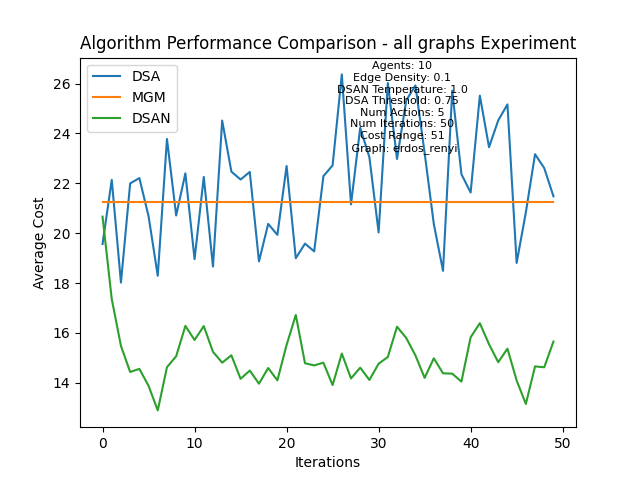 Algorithm Performance Comparison - all graphs Experiment
DSA
MGM
DSAN
Agents: 10
Edge Density: 0.1
DSAN Temperature: 1.0
DSA Threshold: 0.75
Num Actions: 5
Num Iterations: 50
Cost Range: 51
Graph: erdos_renyi
Average Cost
26
24
22
20
18
16
14
0 10 20 30 40 50
Iterations